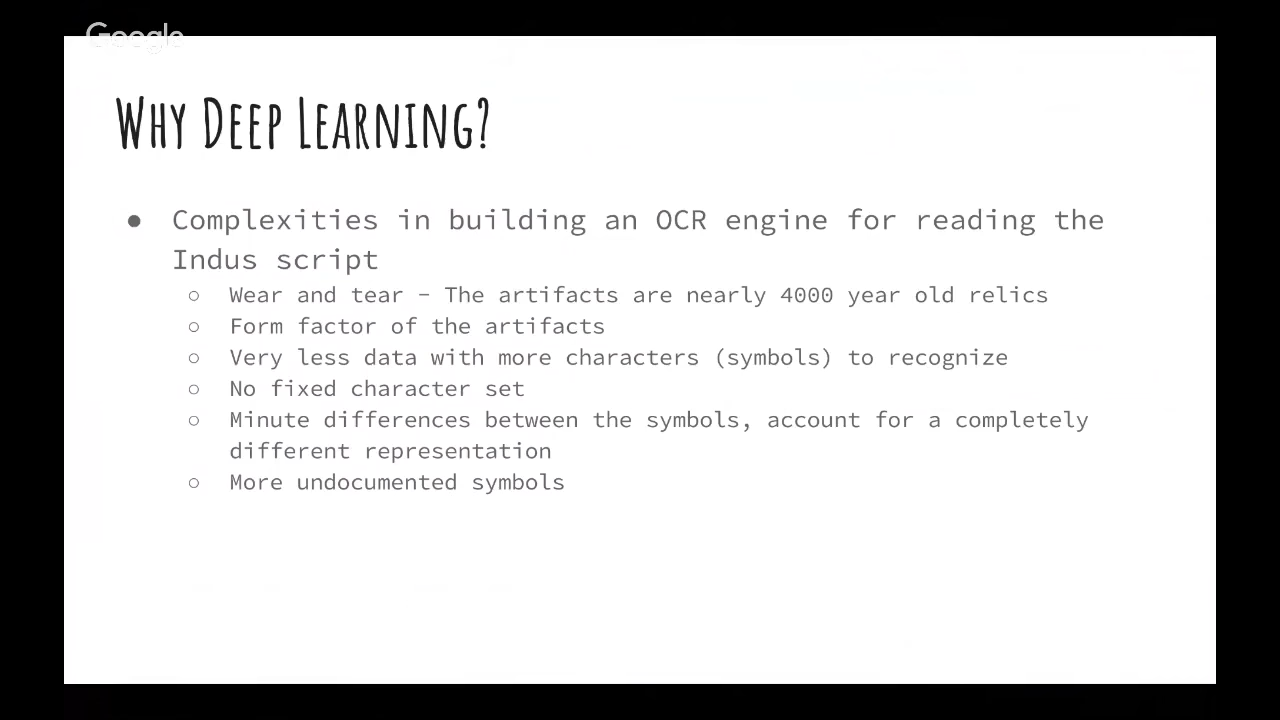 Google
WHY DEEP LEARNING?
● Complexities in building an OCR engine for reading the
Indus script
○ Wear and tear – The artifacts are nearly 4000 year old relics
○ Form factor of the artifacts
○ Very less data with more characters (symbols) to recognize
○ No fixed character set
○ Minute differences between the symbols, account for a completely
different representation
○ More undocumented symbols